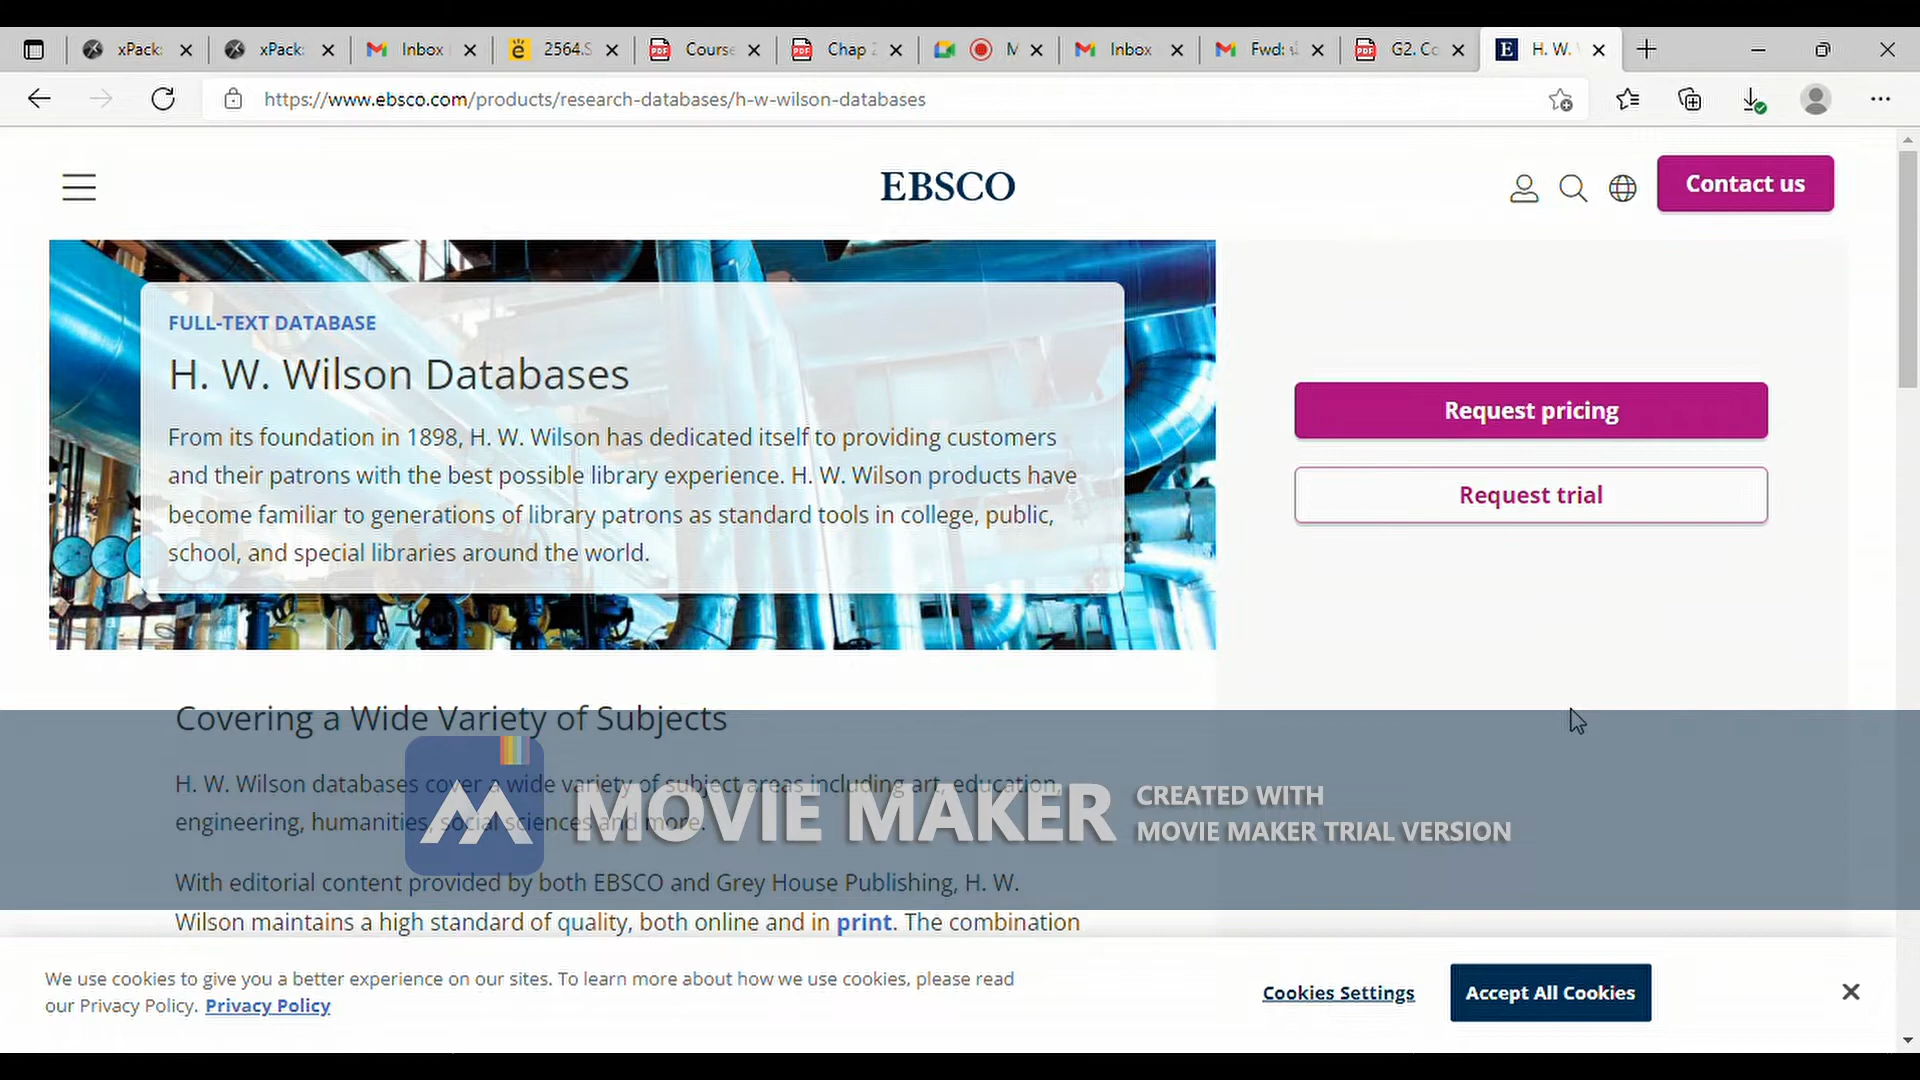 xPack
xPack
Inbox
2564.S
Course
Chap 2
M
Inbox
Fwd:
G2. Co
H. W.
https://www.ebsco.com/products/research-databases/h-w-wilson-databases
EBSCO
Contact us
FULL-TEXT DATABASE
H. W. Wilson Databases
From its foundation in 1898, H. W. Wilson has dedicated itself to providing customers
and their patrons with the best possible library experience. H. W. Wilson products have
become familiar to generations of library patrons as standard tools in college, public,
school, and special libraries around the world.
Request pricing
Request trial
Covering a Wide Variety of Subjects
H. W. Wilson databases cover a wide variety of subject areas including art, education,
engineering, humanities, social sciences and more.
MOVIE MAKER
CREATED WITH
MOVIE MAKER TRIAL VERSION
With editorial content provided by both EBSCO and Grey House Publishing, H. W.
Wilson maintains a high standard of quality, both online and in print. The combination
We use cookies to give you a better experience on our sites. To learn more about how we use cookies, please read
our Privacy Policy. Privacy Policy
Cookies Settings
Accept All Cookies